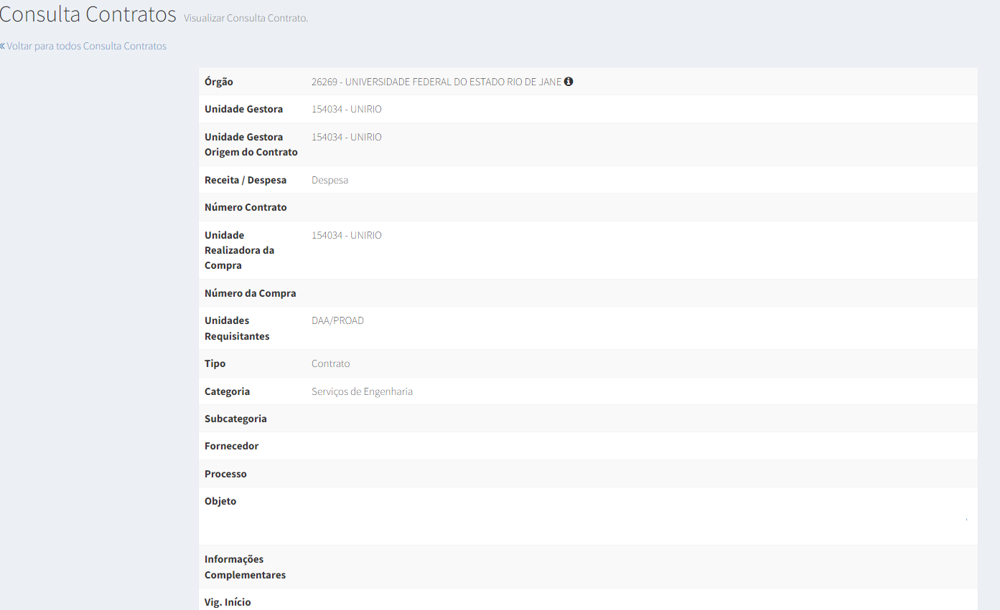 Consulta Contratos Visualizar Consulta Contrato.
« Voltar para todos Consulta Contratos
Órgão 26269 - UNIVERSIDADE FEDERAL DO ESTADO RIO DE JANE
Unidade Gestora 154034 - UNIRIO
Unidade Gestora 154034 - UNIRIO
Origem do Contrato
Receita / Despesa Despesa
Número Contrato
Unidade 154034 - UNIRIO
Realizadora da
Compra
Número da Compra
Unidades DAA/PROAD
Requisitantes
Tipo Contrato
Categoria Serviços de Engenharia
Subcategoria
Fornecedor
Processo
Objeto
Informações
Complementares
Vig. Início